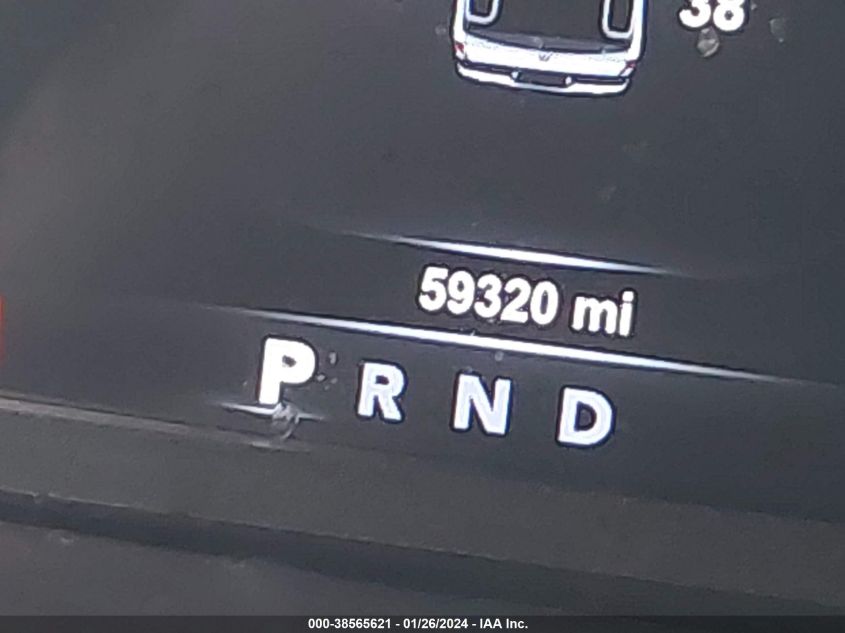 38
59320 mi
P R N D
000-38565621 - 01/26/2024 - IAA Inc.